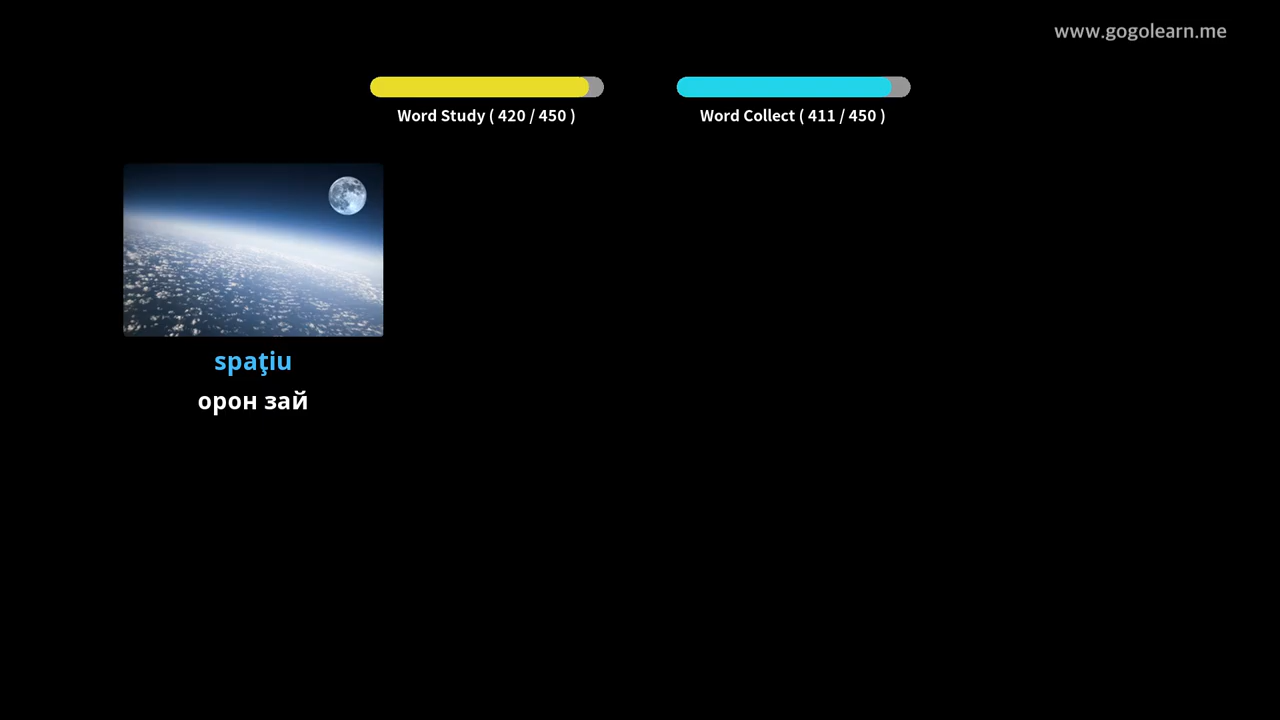 www.gogolearn.me
Word Study ( 420 / 450 )
Word Collect ( 411 / 450 )
spaţiu
орон зай